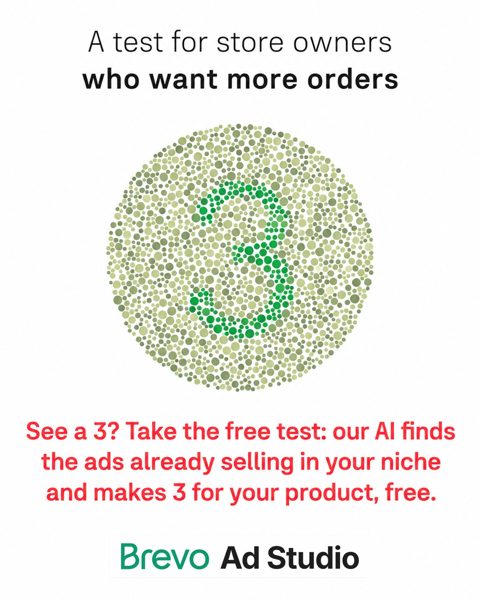 A test for store owners
who want more orders
3
See a 3? Take the free test: our AI finds
the ads already selling in your niche
and makes 3 for your product, free.
Brevo Ad Studio